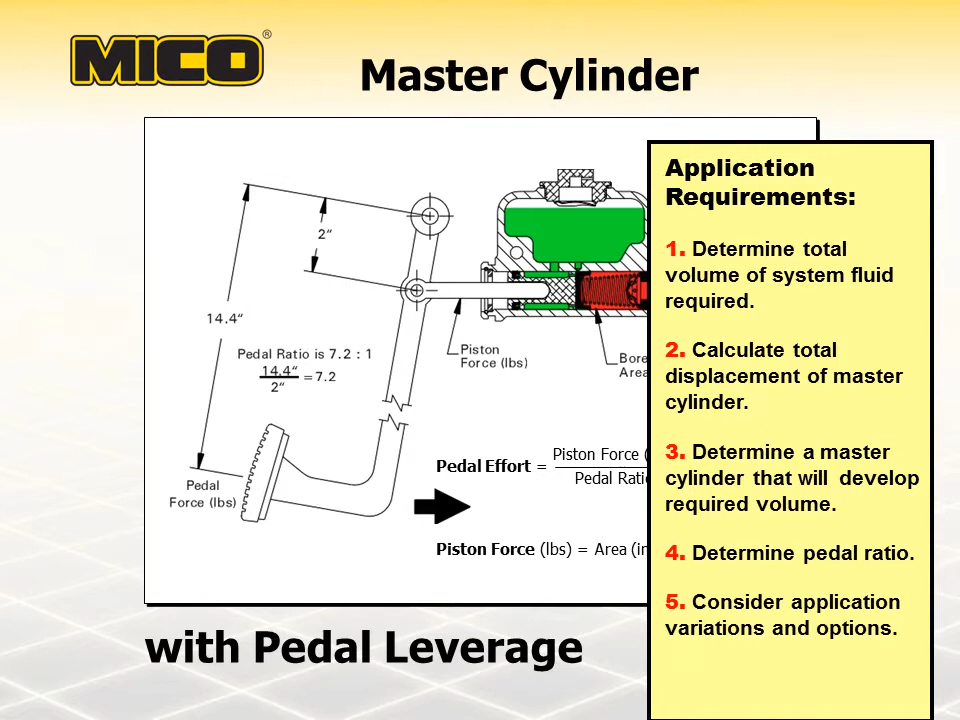 MICO®
Master Cylinder
2"
14.4"
Pedal Ratio is 7.2 : 1
14.4"
2"
=7.2
Piston
Force (lbs)
Bore
Area
Pedal
Force (lbs)
Pedal Effort =
Piston Force (
Pedal Ratio
Piston Force (lbs) = Area (in
with Pedal Leverage
Application
Requirements:
1. Determine total
volume of system fluid
required.
2. Calculate total
displacement of master
cylinder.
3. Determine a master
cylinder that will develop
required volume.
4. Determine pedal ratio.
5. Consider application
variations and options.